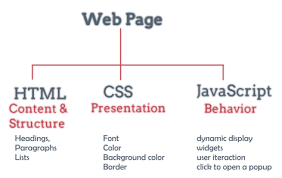 Web Page
HTML
Content &
Structure
Headings,
Paragraphs
Lists
CSS
Presentation
Font
Color
Background color
Border
JavaScript
Behavior
dynamic display
widgets
user iteraction
click to open a popup